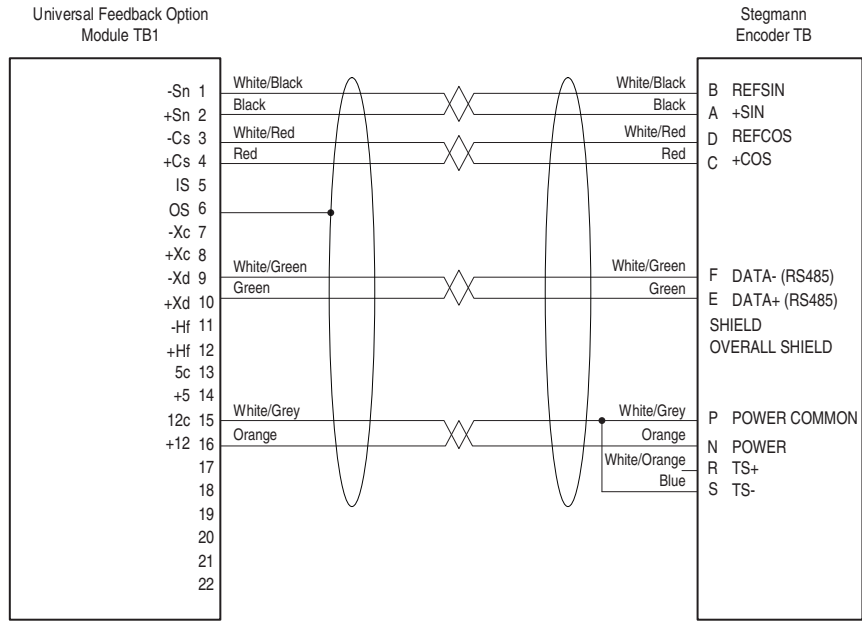 Universal Feedback Option
Module TB1
Stegmann
Encoder TB
-Sn 1 White/Black White/Black B REFSIN
+Sn 2 Black Black A +SIN
-Cs 3 White/Red White/Red D REFCOS
+Cs 4 Red Red C +COS
IS 5
OS 6
-Xc 7
+Xc 8
-Xd 9 White/Green White/Green F DATA- (RS485)
+Xd 10 Green Green E DATA+ (RS485)
-Hf 11 SHIELD
+Hf 12 OVERALL SHIELD
5c 13
+5 14
12c 15 White/Grey White/Grey P POWER COMMON
+12 16 Orange Orange N POWER
17 White/Orange R TS+
18 Blue S TS-
19
20
21
22